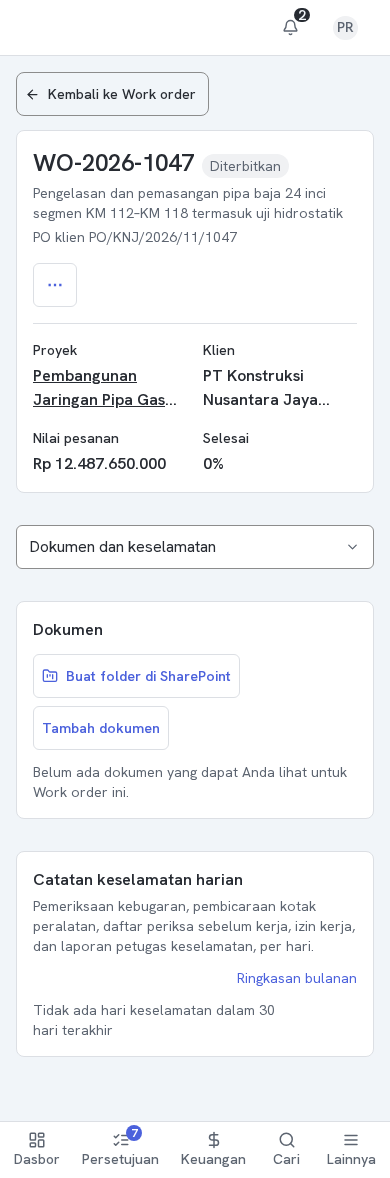 2
PR
Kembali ke Work order
WO-2026-1047 Diterbitkan
Pengelasan dan pemasangan pipa baja 24 inci
segmen KM 112–KM 118 termasuk uji hidrostatik
PO klien PO/KNJ/2026/11/1047
Proyek
Pembangunan
Jaringan Pipa Gas...
Klien
PT Konstruksi
Nusantara Jaya...
Nilai pesanan
Rp 12.487.650.000
Selesai
0%
Dokumen dan keselamatan
Dokumen
Buat folder di SharePoint
Tambah dokumen
Belum ada dokumen yang dapat Anda lihat untuk
Work order ini.
Catatan keselamatan harian
Pemeriksaan kebugaran, pembicaraan kotak
peralatan, daftar periksa sebelum kerja, izin kerja,
dan laporan petugas keselamatan, per hari.
Ringkasan bulanan
Tidak ada hari keselamatan dalam 30
hari terakhir
7
Dasbor Persetujuan Keuangan Cari Lainnya